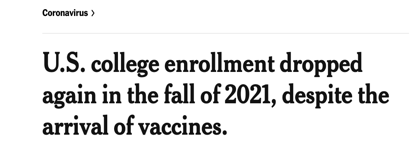 Coronavirus >
U.S. college enrollment dropped
again in the fall of 2021, despite the
arrival of vaccines.